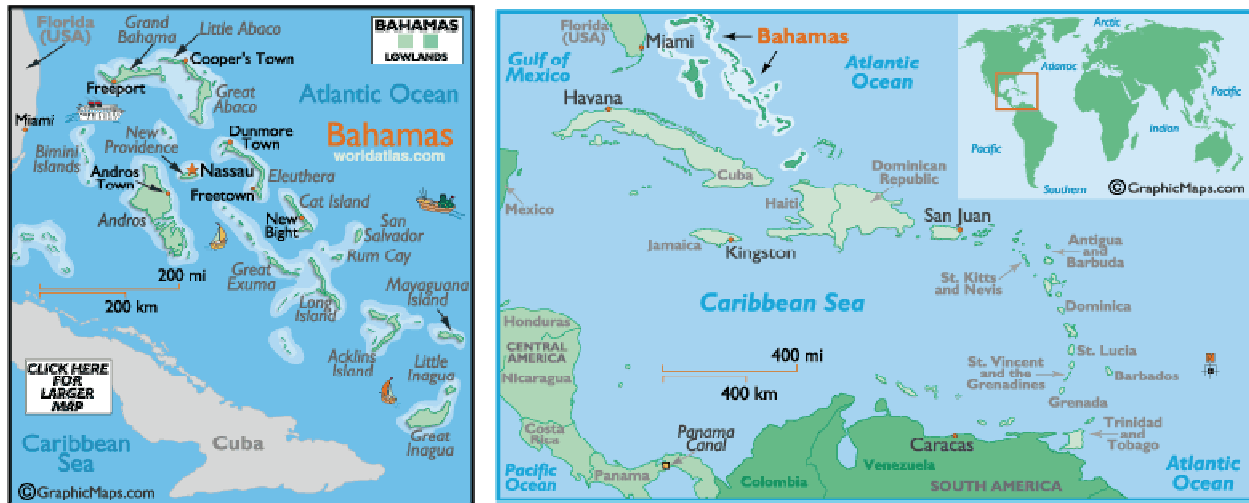 Florida
(USA)
Grand
Bahama
Little Abaco
BAHAMAS
LOWLANDS
Cooper's Town
Freeport
Great
Abaco
Atlantic Ocean
Miami
New
Providence
Dunmore
Town
Bahamas
worldatlas.com
Bimini
Islands
Nassau
Andros
Town
Eleuthera
Freetown
Cat Island
Andros
New
Bight
San
Salvador
Rum Cay
200 mi
Great
Exuma
Mayaguana
Island
200 km
Long
Island
Acklins
Island
Little
Inagua
CLICK HERE
FOR
LARGER
MAP
Great
Inagua
Caribbean
Sea
Cuba
©GraphicMaps.com
Florida
(USA)
Miami
Bahamas
Gulf of
Mexico
Atlantic
Ocean
Havana
Arctic
Atlantic
Pacific
Indian
Pacific
Southern
©GraphicMaps.com
Cuba
Dominican
Republic
Mexico
Haiti
San Juan
Jamaica
Kingston
Antigua
and
Barbuda
St. Kitts
and Nevis
Caribbean Sea
Dominica
Honduras
CENTRAL
AMERICA
Nicaragua
400 mi
400 km
St. Lucia
St. Vincent
and the
Grenadines
Barbados
Grenada
Costa
Rica
Panama
Canal
Caracas
Trinidad
and
Tobago
Pacific
Ocean
Panama
Venezuela
Colombia
SOUTH AMERICA
Atlantic
Ocean